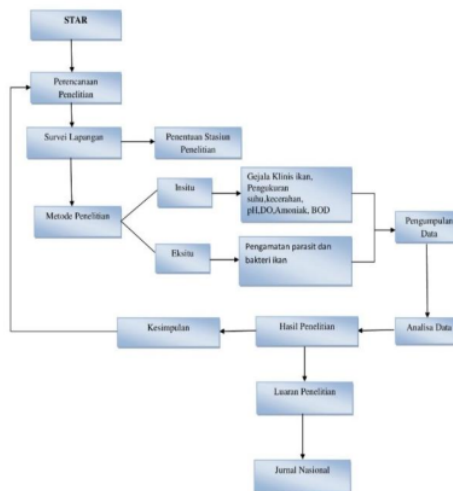 STAR
Perencanaan
Penelitian
Survei Lapangan
Penentuan Stasiun
Penelitian
Metode Penelitian
Insitu
Gejala Klinis ikan,
Pengukuran
suhu,kecerahan,
pH,DO,Amoniak, BOD
Eksitu
Pengamatan parasit dan
bakteri ikan
Pengumpulan
Data
Analisa Data
Hasil Penelitian
Kesimpulan
Luaran Penelitian
Jurnal Nasional